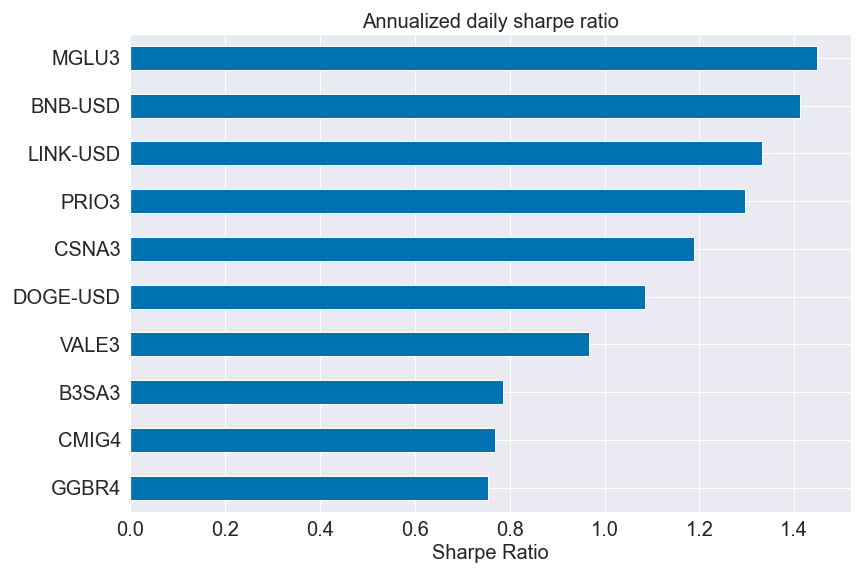 Annualized daily sharpe ratio
MGLU3
BNB-USD
LINK-USD
PRIO3
CSNA3
DOGE-USD
VALE3
B3SA3
CMIG4
GGBR4
0.0 0.2 0.4 0.6 0.8 1.0 1.2 1.4
Sharpe Ratio